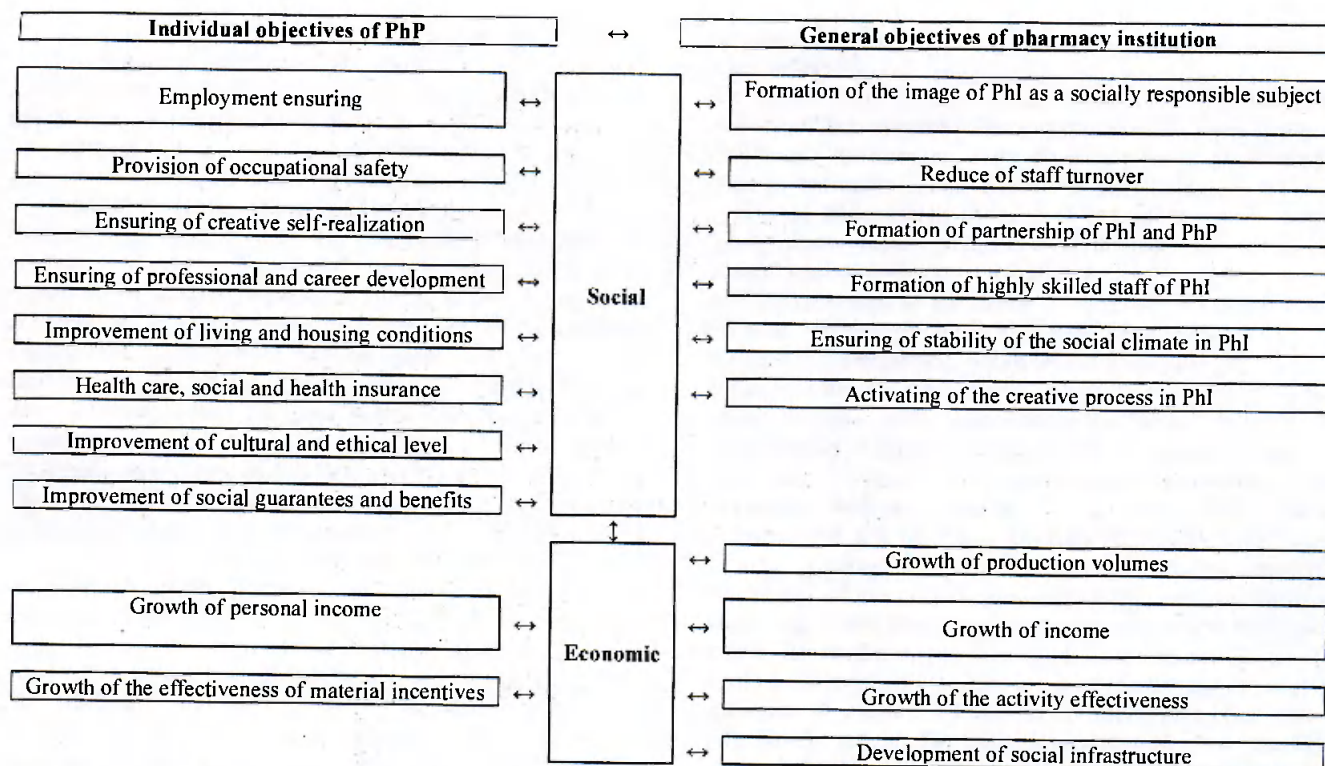 Individual objectives of PhP ↔ General objectives of pharmacy institution
Employment ensuring ↔ ↔ Formation of the image of PhI as a socially responsible subject
Provision of occupational safety ↔ ↔ Reduce of staff turnover
Ensuring of creative self-realization ↔ ↔ Formation of partnership of PhI and PhP
Ensuring of professional and career development ↔ ↔ Formation of highly skilled staff of PhI
Social
Improvement of living and housing conditions ↔ ↔ Ensuring of stability of the social climate in PhI
Health care, social and health insurance ↔ ↔ Activating of the creative process in PhI
Improvement of cultural and ethical level ↔
Improvement of social guarantees and benefits ↔
↕
↔ Growth of production volumes
Growth of personal income ↔ ↔ Growth of income
Economic
Growth of the effectiveness of material incentives ↔ ↔ Growth of the activity effectiveness
↔ Development of social infrastructure